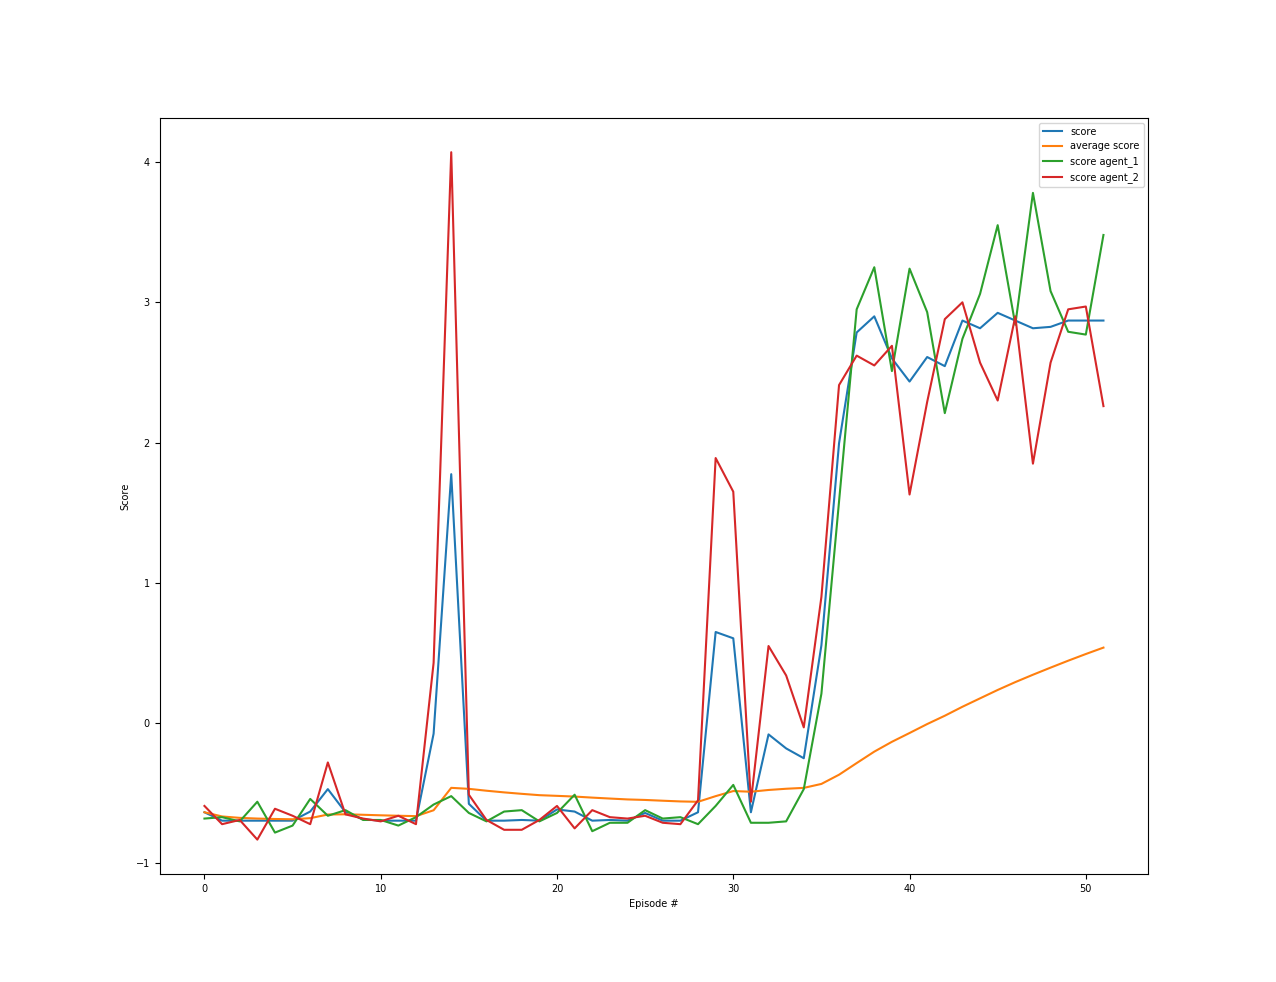 score
average score
score agent_1
score agent_2
4
3
2
1
0
−1
Score
0 10 20 30 40 50
Episode #